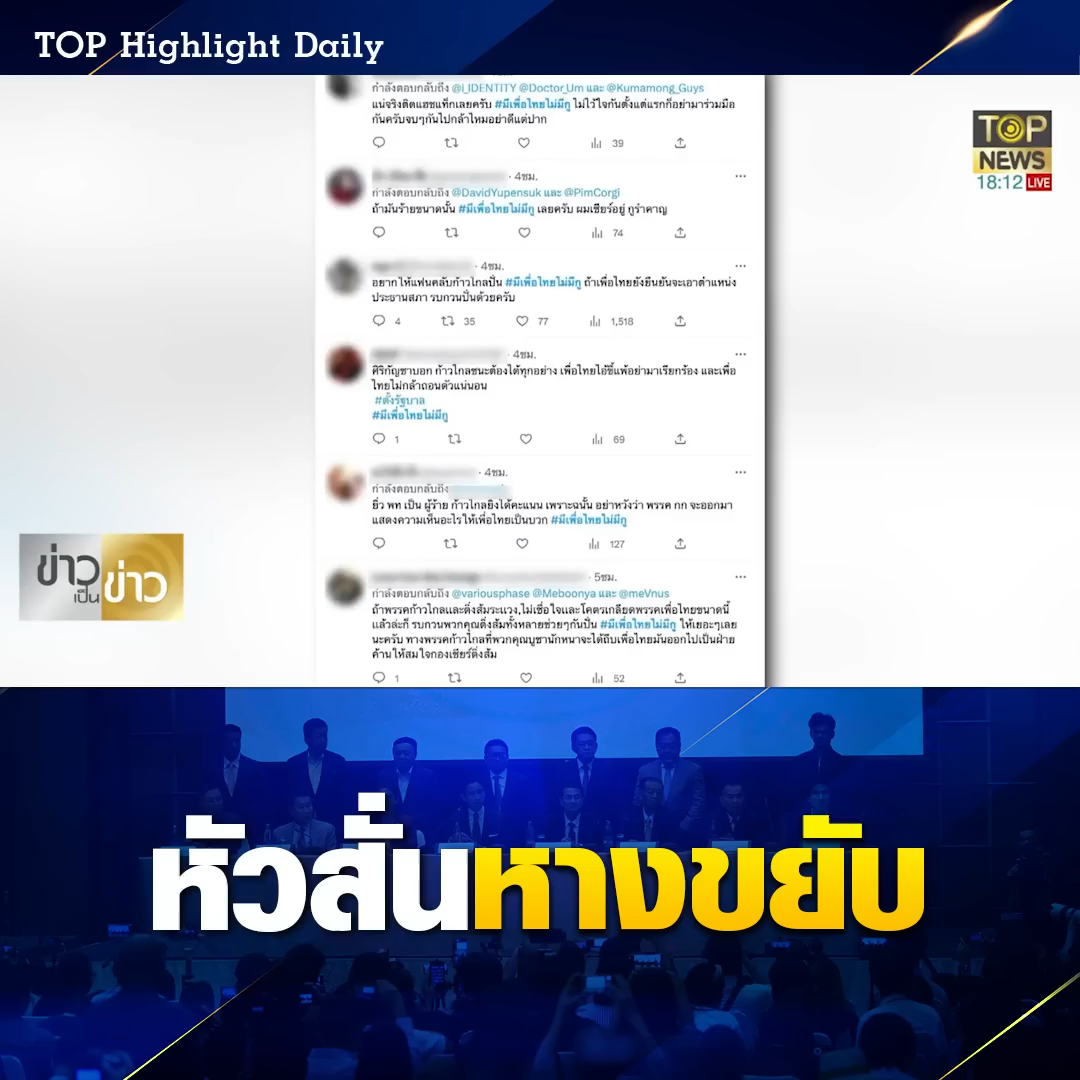 TOP Highlight Daily
กำลังตอบกลับถึง @i_IDENTITY @Doctor_Um และ @Kumamong_Guys
แน่จริงติดแฮชแท็กเลยครับ #มีเพื่อไทยไม่มีกู ไม่ไว้ใจกันตั้งแต่แรกก็อย่ามาร่วมมือ
กันครับจบๆกันไปกล้าไหมอย่าดีแต่ปาก
39
TOP
NEWS
18:12 LIVE
· 4ชม.
กำลังตอบกลับถึง @DavidYupensuk และ @PimCorgi
ถ้ามันร้ายขนาดนั้น #มีเพื่อไทยไม่มีกู เลยครับ ผมเชียร์อยู่ กูรำคาญ
74
· 4ชม.
อยากให้แฟนคลับก้าวไกลปั่น #มีเพื่อไทยไม่มีกู ถ้าเพื่อไทยยังยืนยันจะเอาตำแหน่ง
ประธานสภา รบกวนปั่นด้วยครับ
4 35 77 1,518
· 4ชม.
ศิริกัญชาบอก ก้าวไกลชนะต้องได้ทุกอย่าง เพื่อไทยไอ้ขี้แพ้อย่ามาเรียกร้อง และเพื่อ
ไทยไม่กล้าถอนตัวแน่นอน
#ตั้งรัฐบาล
#มีเพื่อไทยไม่มีกู
1 69
· 4ชม.
กำลังตอบกลับถึง
ยิ่ว พท เป็น ผู้ร้าย ก้าวไกลยิ่งได้คะแนน เพราะฉนั้น อย่าหวังว่า พรรค กก จะออกมา
แสดงความเห็นอะไรให้เพื่อไทยเป็นบวก #มีเพื่อไทยไม่มีกู
127
ข่าว
เป็น
ข่าว
· 5ชม.
กำลังตอบกลับถึง @variousphase @Meboonya และ @meVnus
ถ้าพรรคก้าวไกลและติ่งส้มระแวง,ไม่เชื่อใจและโคตรเกลียดพรรคเพื่อไทยขนาดนี้
แล้วล่ะก็ รบกวนพวกคุณติ่งส้มทั้งหลายช่วยๆกันปั่น #มีเพื่อไทยไม่มีกู ให้เยอะๆเลย
นะครับ ทางพรรคก้าวไกลที่พวกคุณบูชานักหนาจะได้ถีบเพื่อไทยมันออกไปเป็นฝ่าย
ค้านให้สมใจกองเชียร์ติ่งส้ม
1 52
หัวสั่นหางขยับ